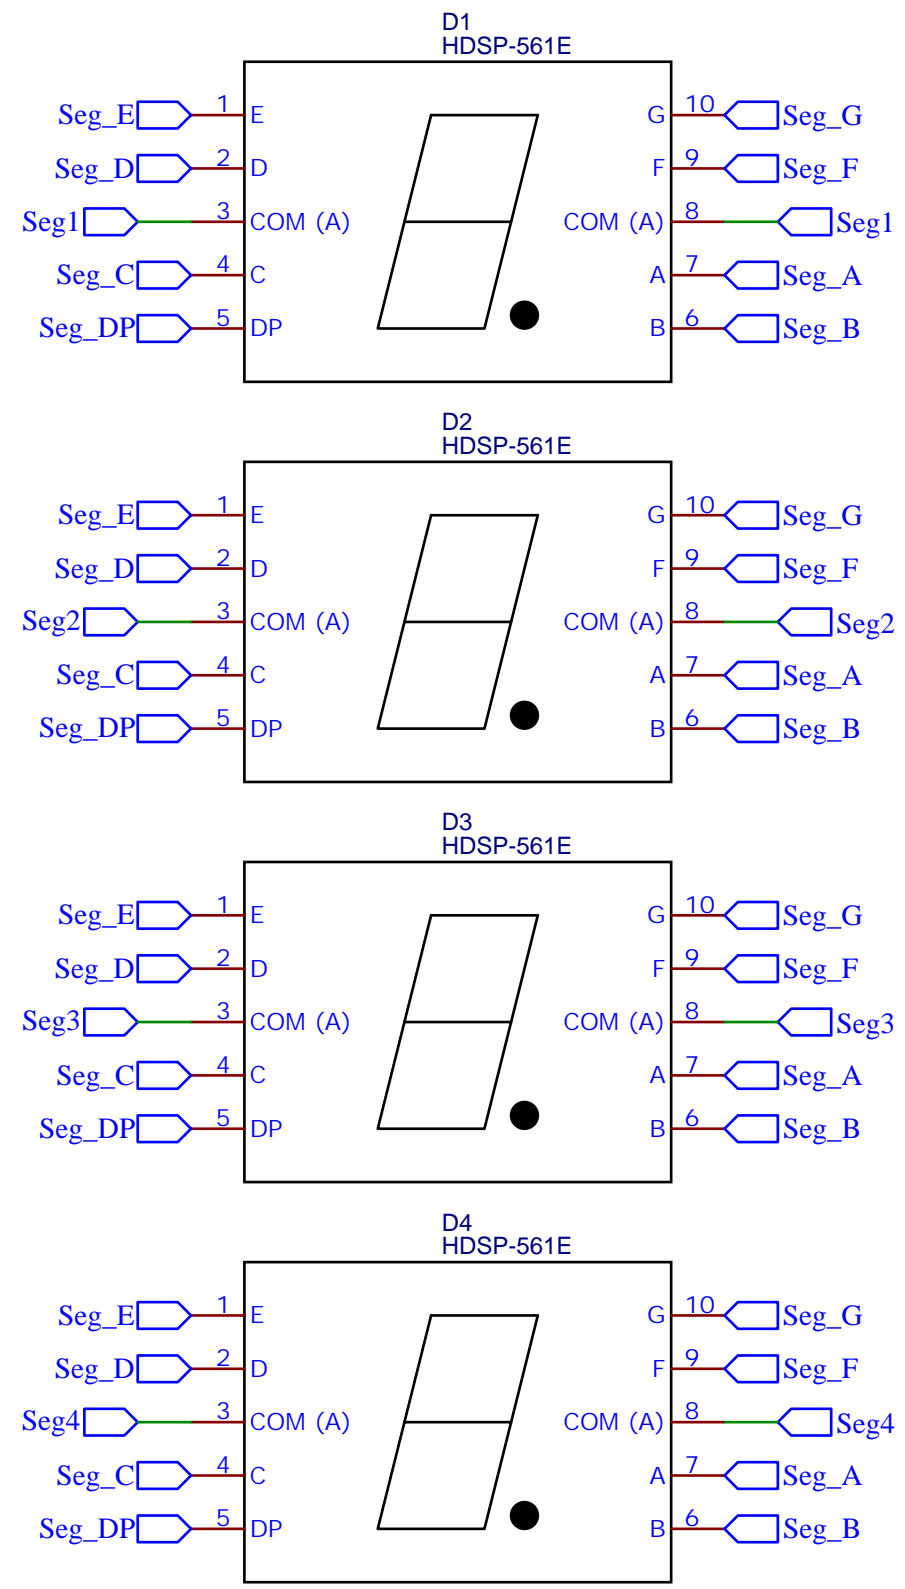 D1
HDSP-561E
Seg_E 1 E G 10 Seg_G
Seg_D 2 D F 9 Seg_F
Seg1 3 COM (A) COM (A) 8 Seg1
Seg_C 4 C A 7 Seg_A
Seg_DP 5 DP B 6 Seg_B
D2
HDSP-561E
Seg_E 1 E G 10 Seg_G
Seg_D 2 D F 9 Seg_F
Seg2 3 COM (A) COM (A) 8 Seg2
Seg_C 4 C A 7 Seg_A
Seg_DP 5 DP B 6 Seg_B
D3
HDSP-561E
Seg_E 1 E G 10 Seg_G
Seg_D 2 D F 9 Seg_F
Seg3 3 COM (A) COM (A) 8 Seg3
Seg_C 4 C A 7 Seg_A
Seg_DP 5 DP B 6 Seg_B
D4
HDSP-561E
Seg_E 1 E G 10 Seg_G
Seg_D 2 D F 9 Seg_F
Seg4 3 COM (A) COM (A) 8 Seg4
Seg_C 4 C A 7 Seg_A
Seg_DP 5 DP B 6 Seg_B